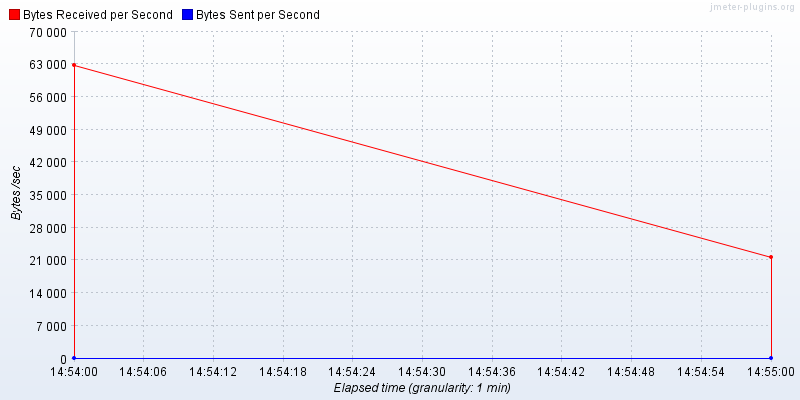 jmeter-plugins.org
Bytes Received per Second Bytes Sent per Second
70 000
63 000
56 000
49 000
42 000
35 000
28 000
21 000
14 000
7 000
0
Bytes /sec
14:54:00 14:54:06 14:54:12 14:54:18 14:54:24 14:54:30 14:54:36 14:54:42 14:54:48 14:54:54 14:55:00
Elapsed time (granularity: 1 min)